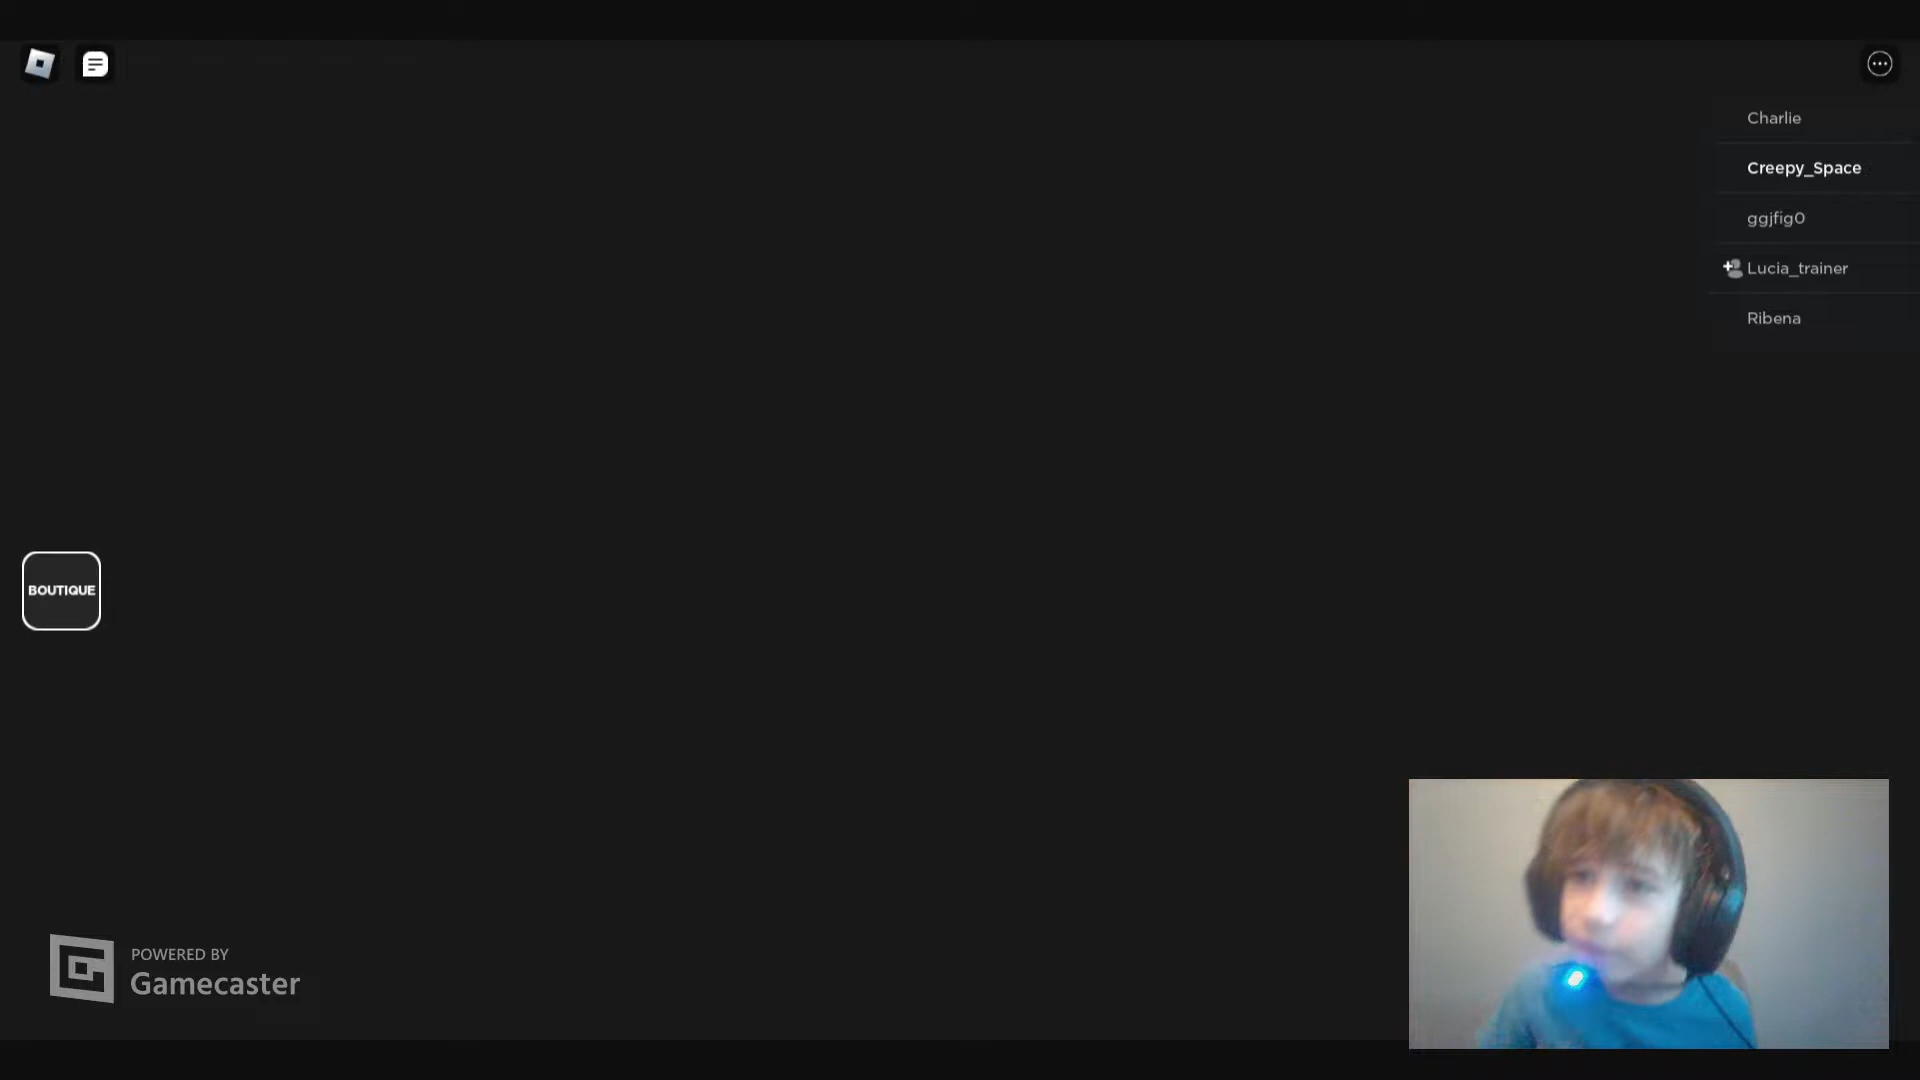 Charlie
Creepy_Space
ggjfig0
Lucia_trainer
Ribena
BOUTIQUE
POWERED BY
Gamecaster